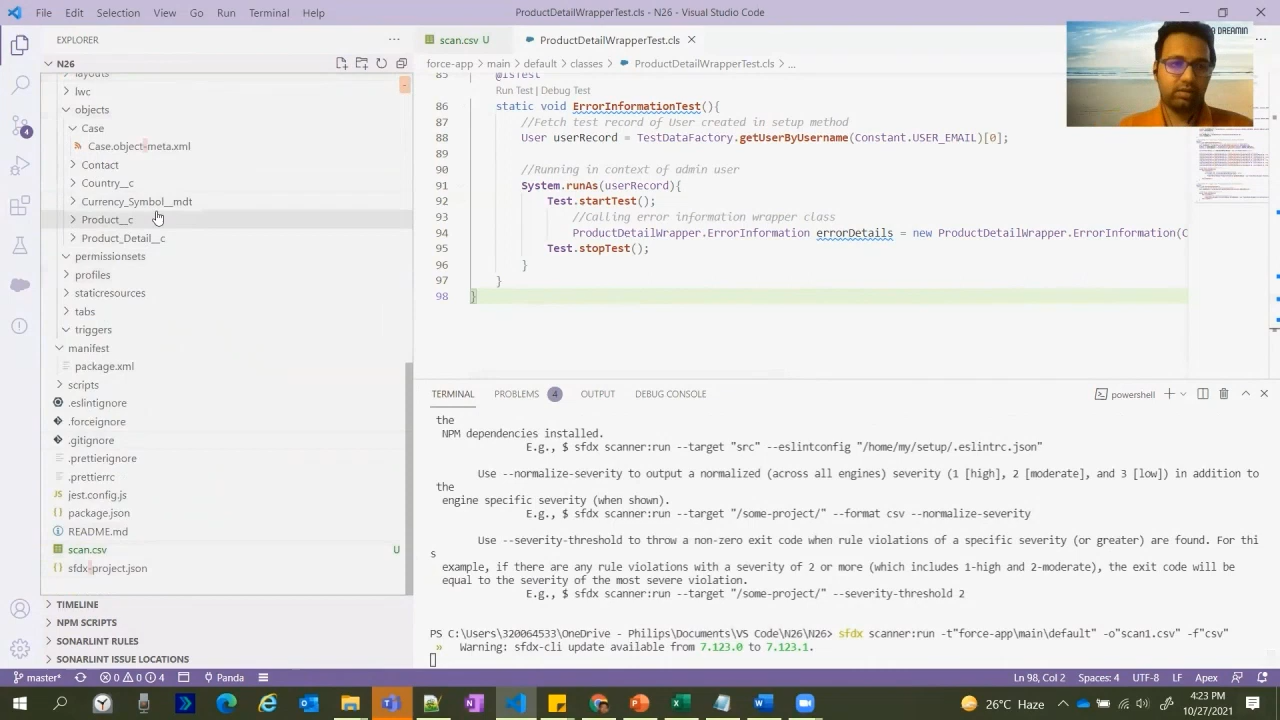 File Edit Selection View Go Run Terminal Help
ProductDetailWrapperTest.cls - N26 - Visual Studio Code
DREAMIN
EXPLORER
N26
layouts
lwc
objects
Case
Case.object-meta.xml
Contact
Country__c
Currency_Symbol__mdt
Product__c
Product_Detail__c
permissionsets
profiles
staticresources
tabs
triggers
manifest
package.xml
scripts
.eslintignore
.forceignore
.gitignore
.prettierignore
.prettierrc
jest.config.js
package.json
README.md
scan.csv U
sfdx-project.json
TIMELINE
NPM SCRIPTS
SONARLINT RULES
SONARLINT ISSUE LOCATIONS
scan.csv U
ProductDetailWrapperTest.cls
force-app > main > default > classes > ProductDetailWrapperTest.cls > ...
85 @isTest
Run Test | Debug Test
86 static void ErrorInformationTest(){
87 test record of User created in setup method
88 User userRecord = TestDataFactory.getUserByUsername(Constant.USER_EMAIL)[0];
89
90 in context of admin user
91 System.runAs(userRecord){
92 Test.startTest();
93 //Calling error information wrapper class
94 ProductDetailWrapper.ErrorInformation errorDetails = new ProductDetailWrapper.ErrorInformation(C
95 Test.stopTest();
96 }
97 }
98 }
TERMINAL PROBLEMS 4 OUTPUT DEBUG CONSOLE
powershell
the
NPM dependencies installed.
E.g., $ sfdx scanner:run --target "src" --eslintconfig "/home/my/setup/.eslintrc.json"
Use --normalize-severity to output a normalized (across all engines) severity (1 [high], 2 [moderate], and 3 [low]) in addition to
the
engine specific severity (when shown).
E.g., $ sfdx scanner:run --target "/some-project/" --format csv --normalize-severity
Use --severity-threshold to throw a non-zero exit code when rule violations of a specific severity (or greater) are found. For thi
s
example, if there are any rule violations with a severity of 2 or more (which includes 1-high and 2-moderate), the exit code will be
equal to the severity of the most severe violation.
E.g., $ sfdx scanner:run --target "/some-project/" --severity-threshold 2
PS C:\Users\320064533\OneDrive - Philips\Documents\VS Code\N26\N26> sfdx scanner:run -t"force-app\main\default" -o"scan1.csv" -f"csv"
Warning: sfdx-cli update available from 7.123.0 to 7.123.1.
master* 0 0 4 Panda
Ln 98, Col 2 Spaces: 4 UTF-8 LF Apex
26°C Haze
ENG
4:23 PM
10/27/2021